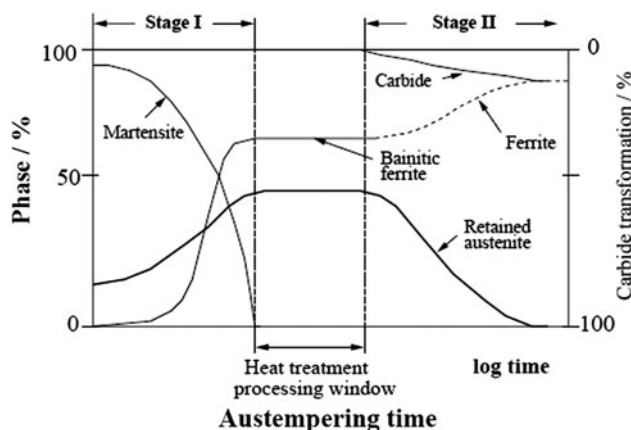 Stage I
Stage II
100
0
Carbide
Martensite
Ferrite
Bainitic
ferrite
50
Retained
austenite
0
100
Phase / %
Carbide transformation / %
Heat treatment
processing window
log time
Austempering time